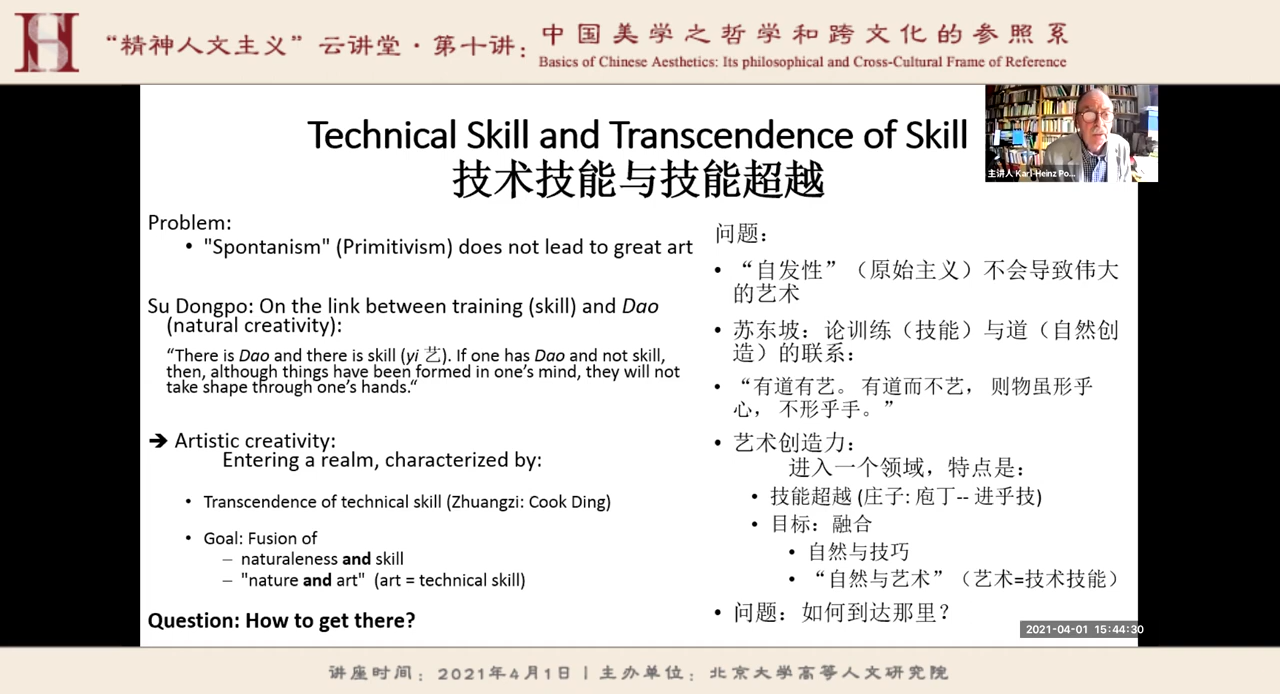 “精神人文主义”云讲堂·第十讲：
中国美学之哲学和跨文化的参照系
Basics of Chinese Aesthetics: Its philosophical and Cross-Cultural Frame of Reference
Technical Skill and Transcendence of Skill
技术技能与技能超越
主讲人 Karl-Heinz Po...
Problem:
• "Spontanism" (Primitivism) does not lead to great art
Su Dongpo: On the link between training (skill) and Dao
(natural creativity):
“There is Dao and there is skill (yi 艺). If one has Dao and not skill,
then, although things have been formed in one’s mind, they will not
take shape through one’s hands.“
➔ Artistic creativity:
Entering a realm, characterized by:
• Transcendence of technical skill (Zhuangzi: Cook Ding)
• Goal: Fusion of
– naturaleness and skill
– "nature and art" (art = technical skill)
Question: How to get there?
问题：
• “自发性”（原始主义）不会导致伟大
的艺术
• 苏东坡：论训练（技能）与道（自然创
造）的联系：
• “有道有艺。 有道而不艺， 则物虽形乎
心， 不形乎手。”
• 艺术创造力：
进入一个领域，特点是：
• 技能超越 (庄子: 庖丁-- 进乎技)
• 目标：融合
• 自然与技巧
• “自然与艺术”（艺术=技术技能）
• 问题：如何到达那里？
2021-04-01 15:44:30
讲座时间：2021年4月1日 | 主办单位：北京大学高等人文研究院